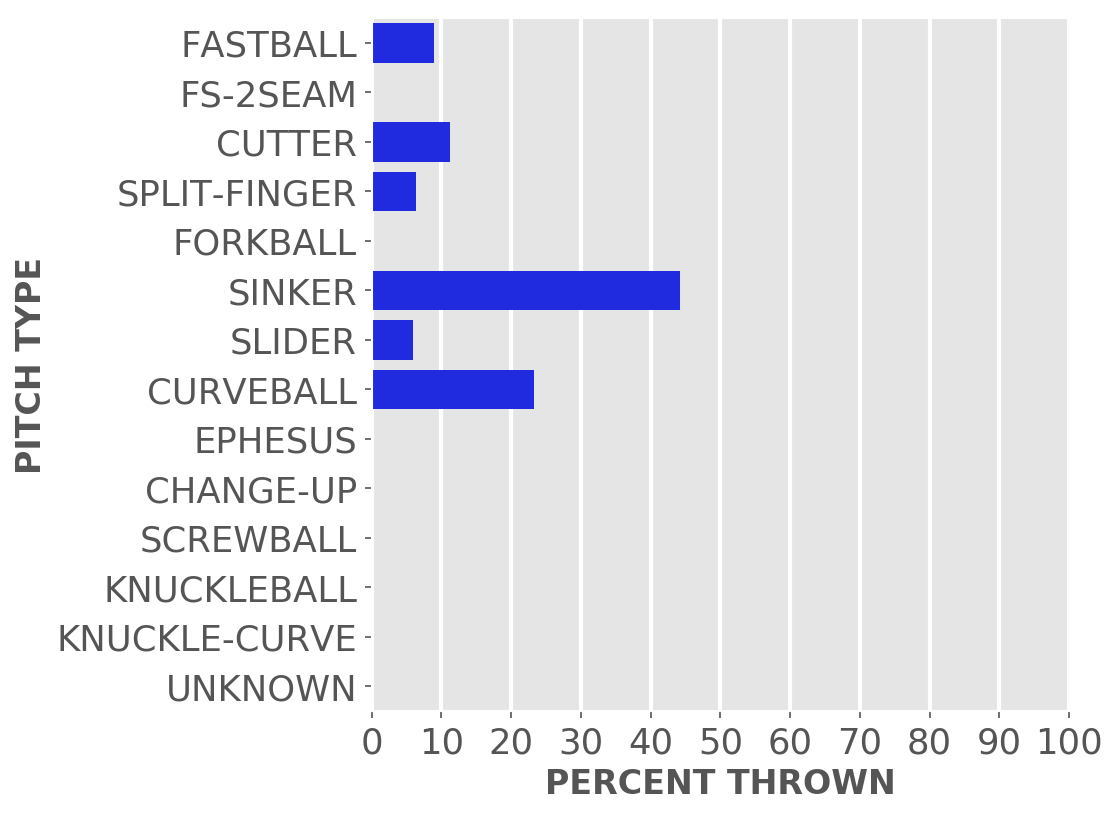 FASTBALL
FS-2SEAM
CUTTER
SPLIT-FINGER
FORKBALL
SINKER
SLIDER
CURVEBALL
EPHESUS
CHANGE-UP
SCREWBALL
KNUCKLEBALL
KNUCKLE-CURVE
UNKNOWN
PITCH TYPE
0 10 20 30 40 50 60 70 80 90 100
PERCENT THROWN